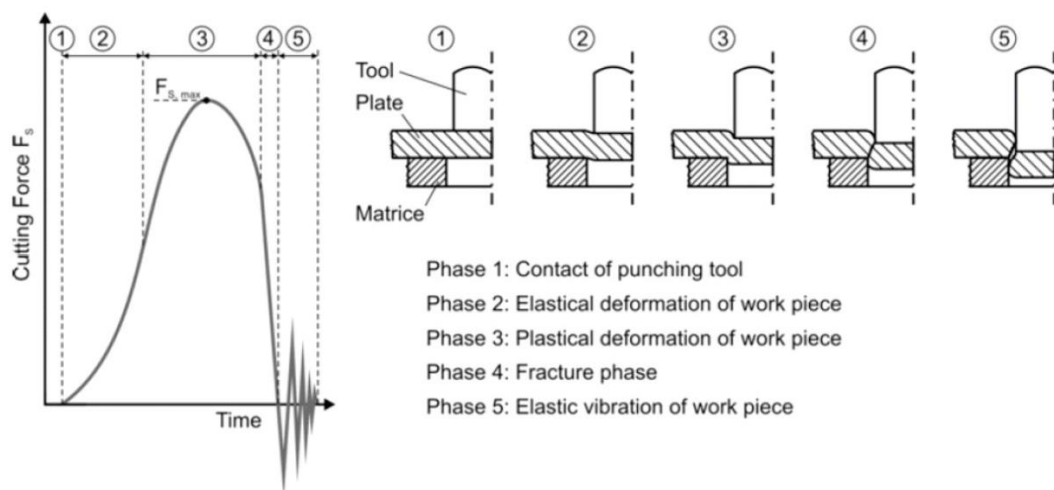 ① ② ③ ④ ⑤
F_S, max
Cutting Force F_S
Time
① ② ③ ④ ⑤
Tool
Plate
Matrice
Phase 1: Contact of punching tool
Phase 2: Elastical deformation of work piece
Phase 3: Plastical deformation of work piece
Phase 4: Fracture phase
Phase 5: Elastic vibration of work piece